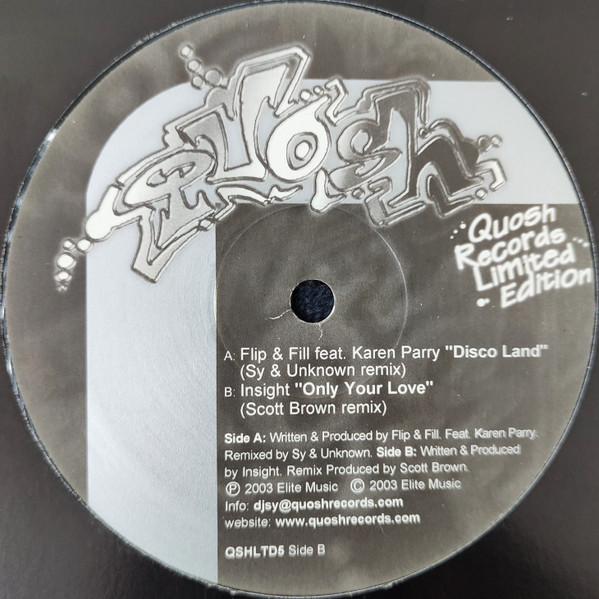 Quosh
Quosh
Records
Limited
Edition
A: Flip & Fill feat. Karen Parry "Disco Land"
(Sy & Unknown remix)
B: Insight "Only Your Love"
(Scott Brown remix)
Side A: Written & Produced by Flip & Fill. Feat. Karen Parry.
Remixed by Sy & Unknown. Side B: Written & Produced
by Insight. Remix Produced by Scott Brown.
℗ 2003 Elite Music © 2003 Elite Music
Info: djsy@quoshrecords.com
website: www.quoshrecords.com
QSHLTD5 Side B